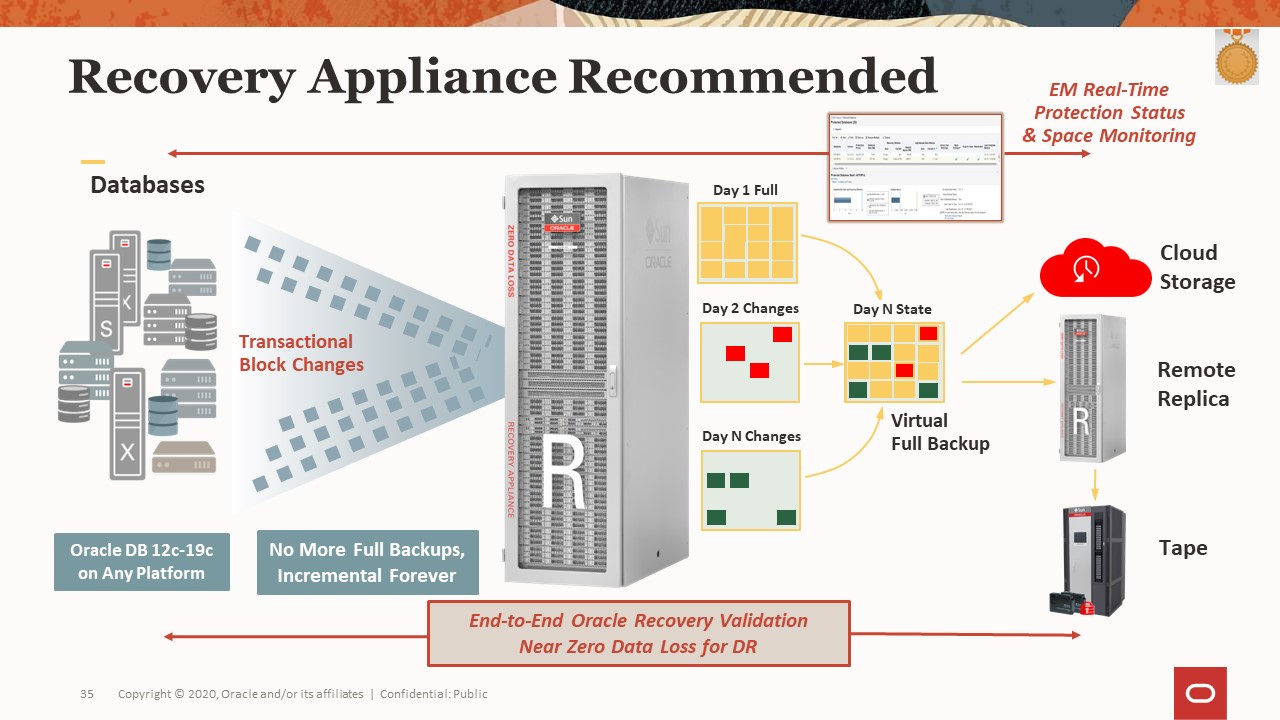 Recovery Appliance Recommended
EM Real-Time
Protection Status
& Space Monitoring
Databases
S
X
X
Transactional
Block Changes
Sun
ORACLE
ZERO DATA LOSS
RECOVERY APPLIANCE
R
Sun
ORACLE
Day 1 Full
Day 2 Changes
Day N Changes
Day N State
Virtual
Full Backup
Cloud
Storage
Remote
Replica
R
Tape
Oracle DB 12c-19c
on Any Platform
No More Full Backups,
Incremental Forever
End-to-End Oracle Recovery Validation
Near Zero Data Loss for DR
35 Copyright © 2020, Oracle and/or its affiliates | Confidential: Public